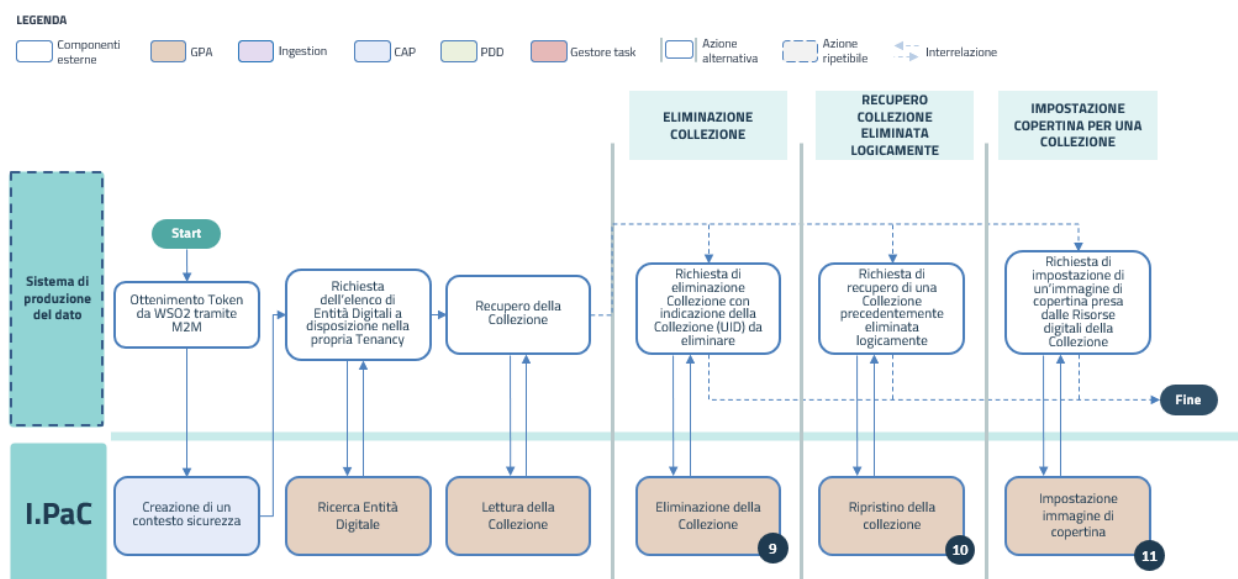 LEGENDA
Componenti
esterne
GPA
Ingestion
CAP
PDD
Gestore task
Azione
alternativa
Azione
ripetibile
Interrelazione
ELIMINAZIONE
COLLEZIONE
RECUPERO
COLLEZIONE
ELIMINATA
LOGICAMENTE
IMPOSTAZIONE
COPERTINA PER UNA
COLLEZIONE
Sistema di
produzione
del dato
Start
Ottenimento Token
da WSO2 tramite
M2M
Richiesta
dell'elenco di
Entità Digitali a
disposizione nella
propria Tenancy
Recupero della
Collezione
Richiesta di
eliminazione
Collezione con
indicazione della
Collezione (UID) da
eliminare
Richiesta di
recupero di una
Collezione
precedentemente
eliminata
logicamente
Richiesta di
impostazione di
un'immagine di
copertina presa
dalle Risorse
digitali della
Collezione
Fine
I.PaC
Creazione di un
contesto sicurezza
Ricerca Entità
Digitale
Lettura della
Collezione
Eliminazione della
Collezione
9
Ripristino della
collezione
10
Impostazione
immagine di
copertina
11